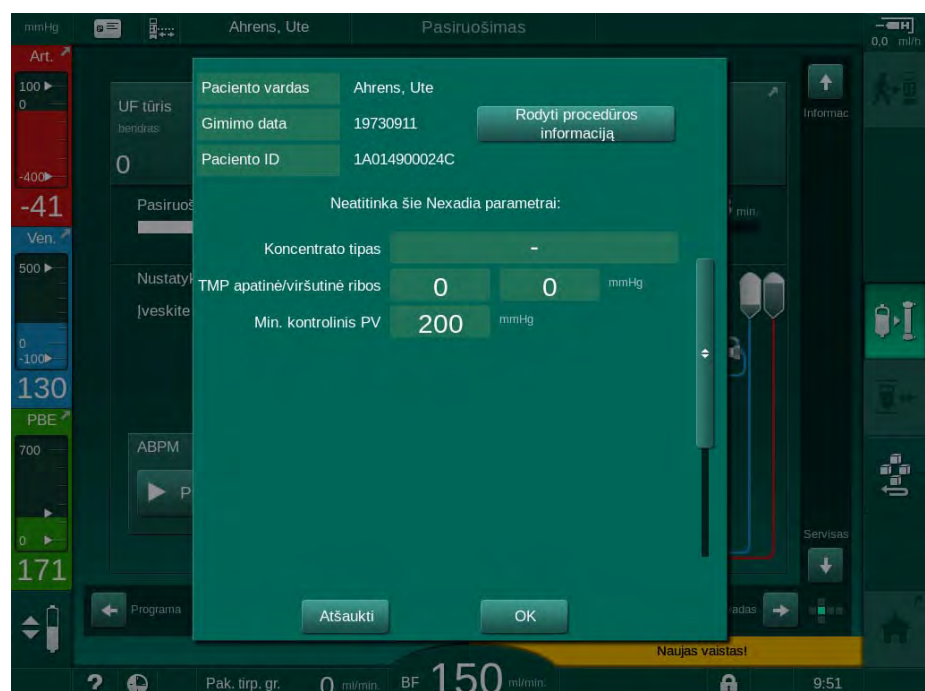 mmHg
Ahrens, Ute
Pasiruošimas
0,0 ml/h
Art.
100
0
-400
-41
Ven.
500
0
-100
130
PBE
700
0
171
UF tūris
bendras
0
Informac.
Paciento vardas Ahrens, Ute
Gimimo data 19730911
Rodyti procedūros
informaciją
Paciento ID 1A014900024C
Neatitinka šie Nexadia parametrai:
Koncentrato tipas -
TMP apatinė/viršutinė ribos 0 0 mmHg
Min. kontrolinis PV 200 mmHg
min.
Įveskite
ABPM
Servisas
Atšaukti
OK
Programa
Naujas vaistas!
? Pak. tirp. gr. 0 ml/min. BF 150 ml/min. 9:51